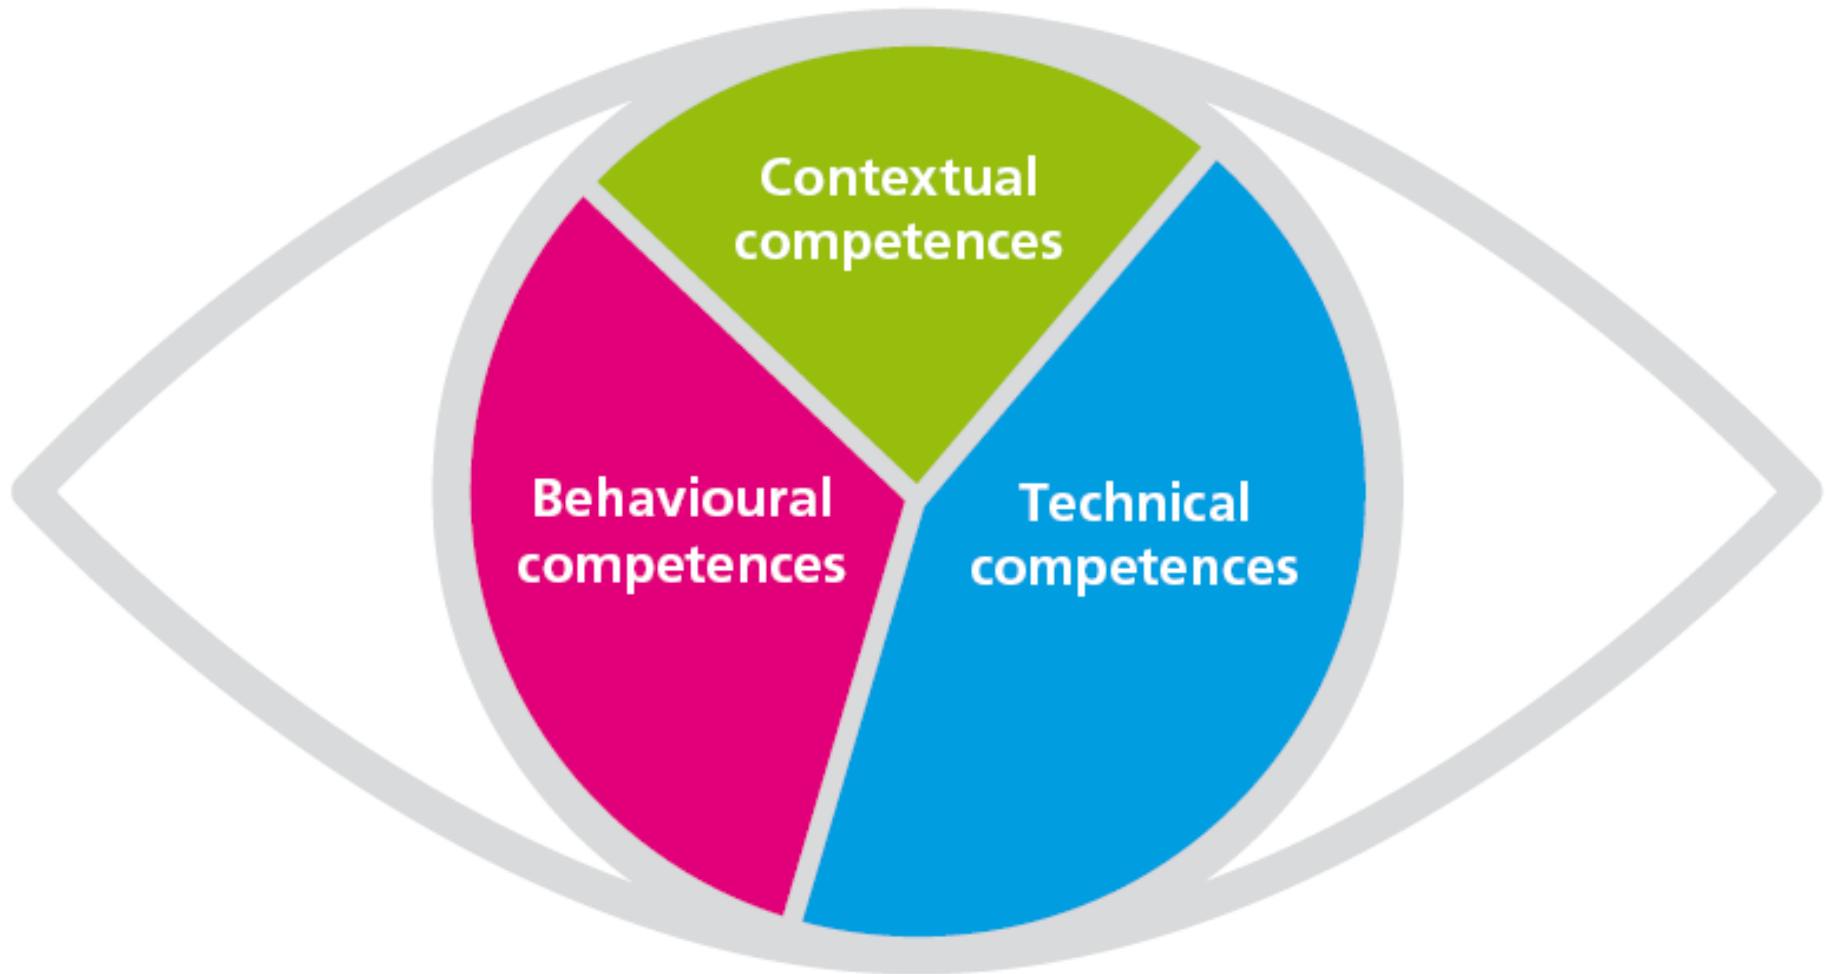 Contextual
competences
Behavioural
competences
Technical
competences